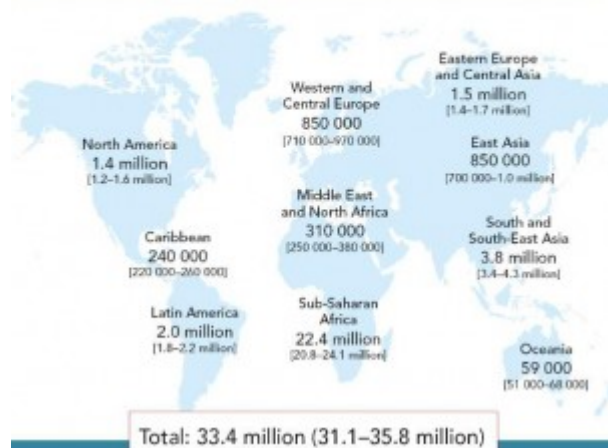 Eastern Europe
and Central Asia
1.5 million
[1.4–1.7 million]
Western and
Central Europe
850 000
[710 000–970 000]
North America
1.4 million
[1.2–1.6 million]
East Asia
850 000
[700 000–1.0 million]
Middle East
and North Africa
310 000
[250 000–380 000]
Caribbean
240 000
[220 000–260 000]
South and
South-East Asia
3.8 million
[3.4–4.3 million]
Latin America
2.0 million
[1.8–2.2 million]
Sub-Saharan
Africa
22.4 million
[20.8–24.1 million]
Oceania
59 000
[51 000–68 000]
Total: 33.4 million (31.1–35.8 million)